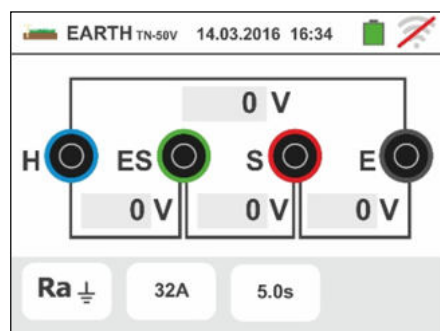 EARTH TN-50V 14.03.2016 16:34
0 V
H ES S E
0 V 0 V 0 V
Ra 32A 5.0s